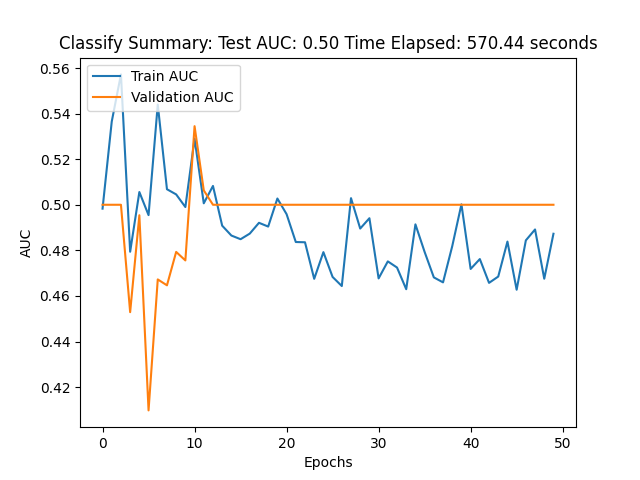 Classify Summary: Test AUC: 0.50 Time Elapsed: 570.44 seconds
Train AUC
Validation AUC
0.56
0.54
0.52
0.50
0.48
0.46
0.44
0.42
AUC
0 10 20 30 40 50
Epochs